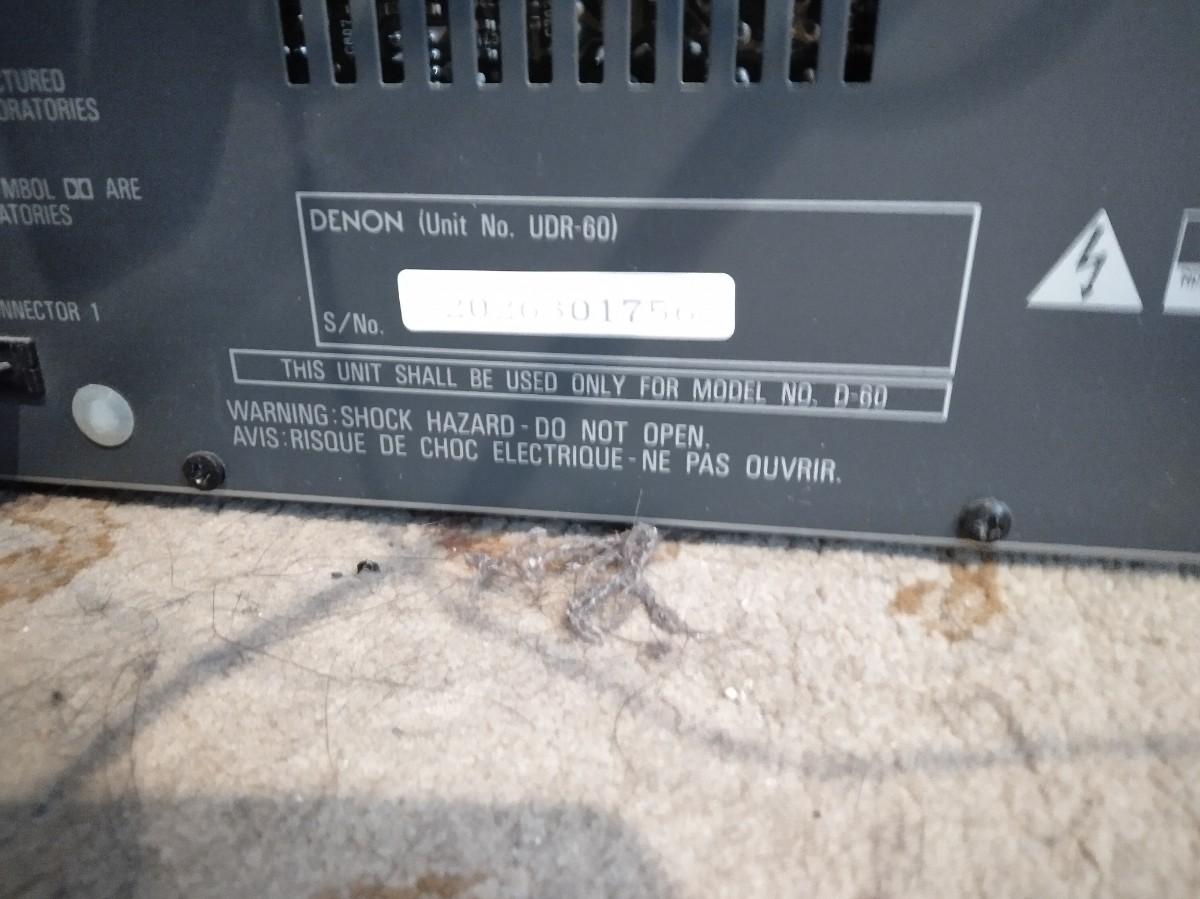 CTURED
ORATORIES
MBOL DD ARE
ATORIES
NNECTOR 1
DENON (Unit No. UDR-60)
S/No.
THIS UNIT SHALL BE USED ONLY FOR MODEL NO. D-60
WARNING:SHOCK HAZARD-DO NOT OPEN.
AVIS:RISQUE DE CHOC ELECTRIQUE-NE PAS OUVRIR.